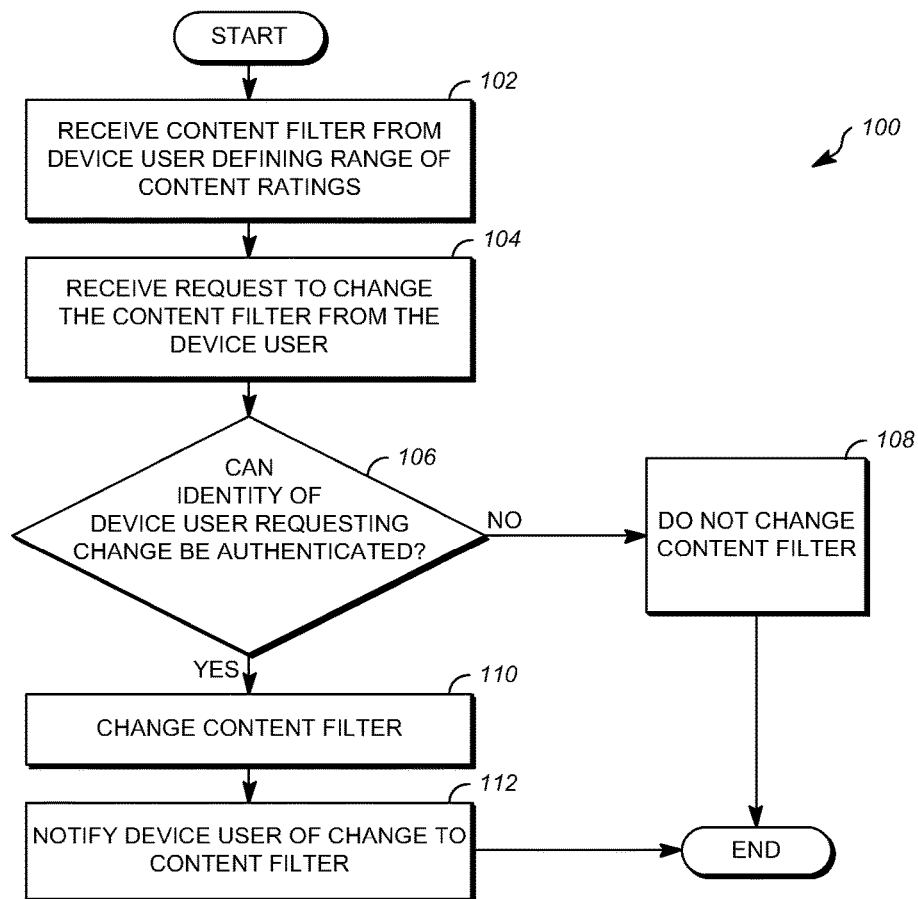 START
102
RECEIVE CONTENT FILTER FROM
DEVICE USER DEFINING RANGE OF
CONTENT RATINGS
100
104
RECEIVE REQUEST TO CHANGE
THE CONTENT FILTER FROM THE
DEVICE USER
106
CAN
IDENTITY OF
DEVICE USER REQUESTING
CHANGE BE AUTHENTICATED?
NO
108
DO NOT CHANGE
CONTENT FILTER
YES
110
CHANGE CONTENT FILTER
112
NOTIFY DEVICE USER OF CHANGE TO
CONTENT FILTER
END